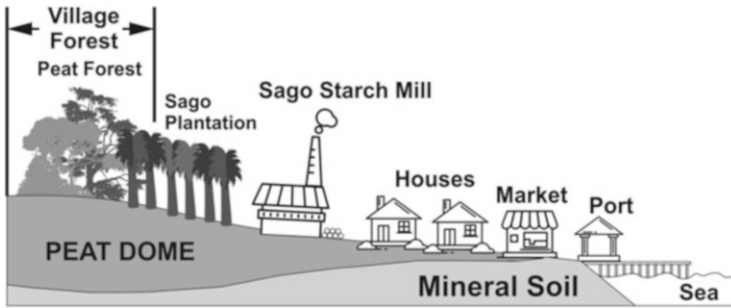 Village
Forest
Peat Forest
Sago
Plantation
Sago Starch Mill
Houses
Market
Port
PEAT DOME
Mineral Soil
Sea